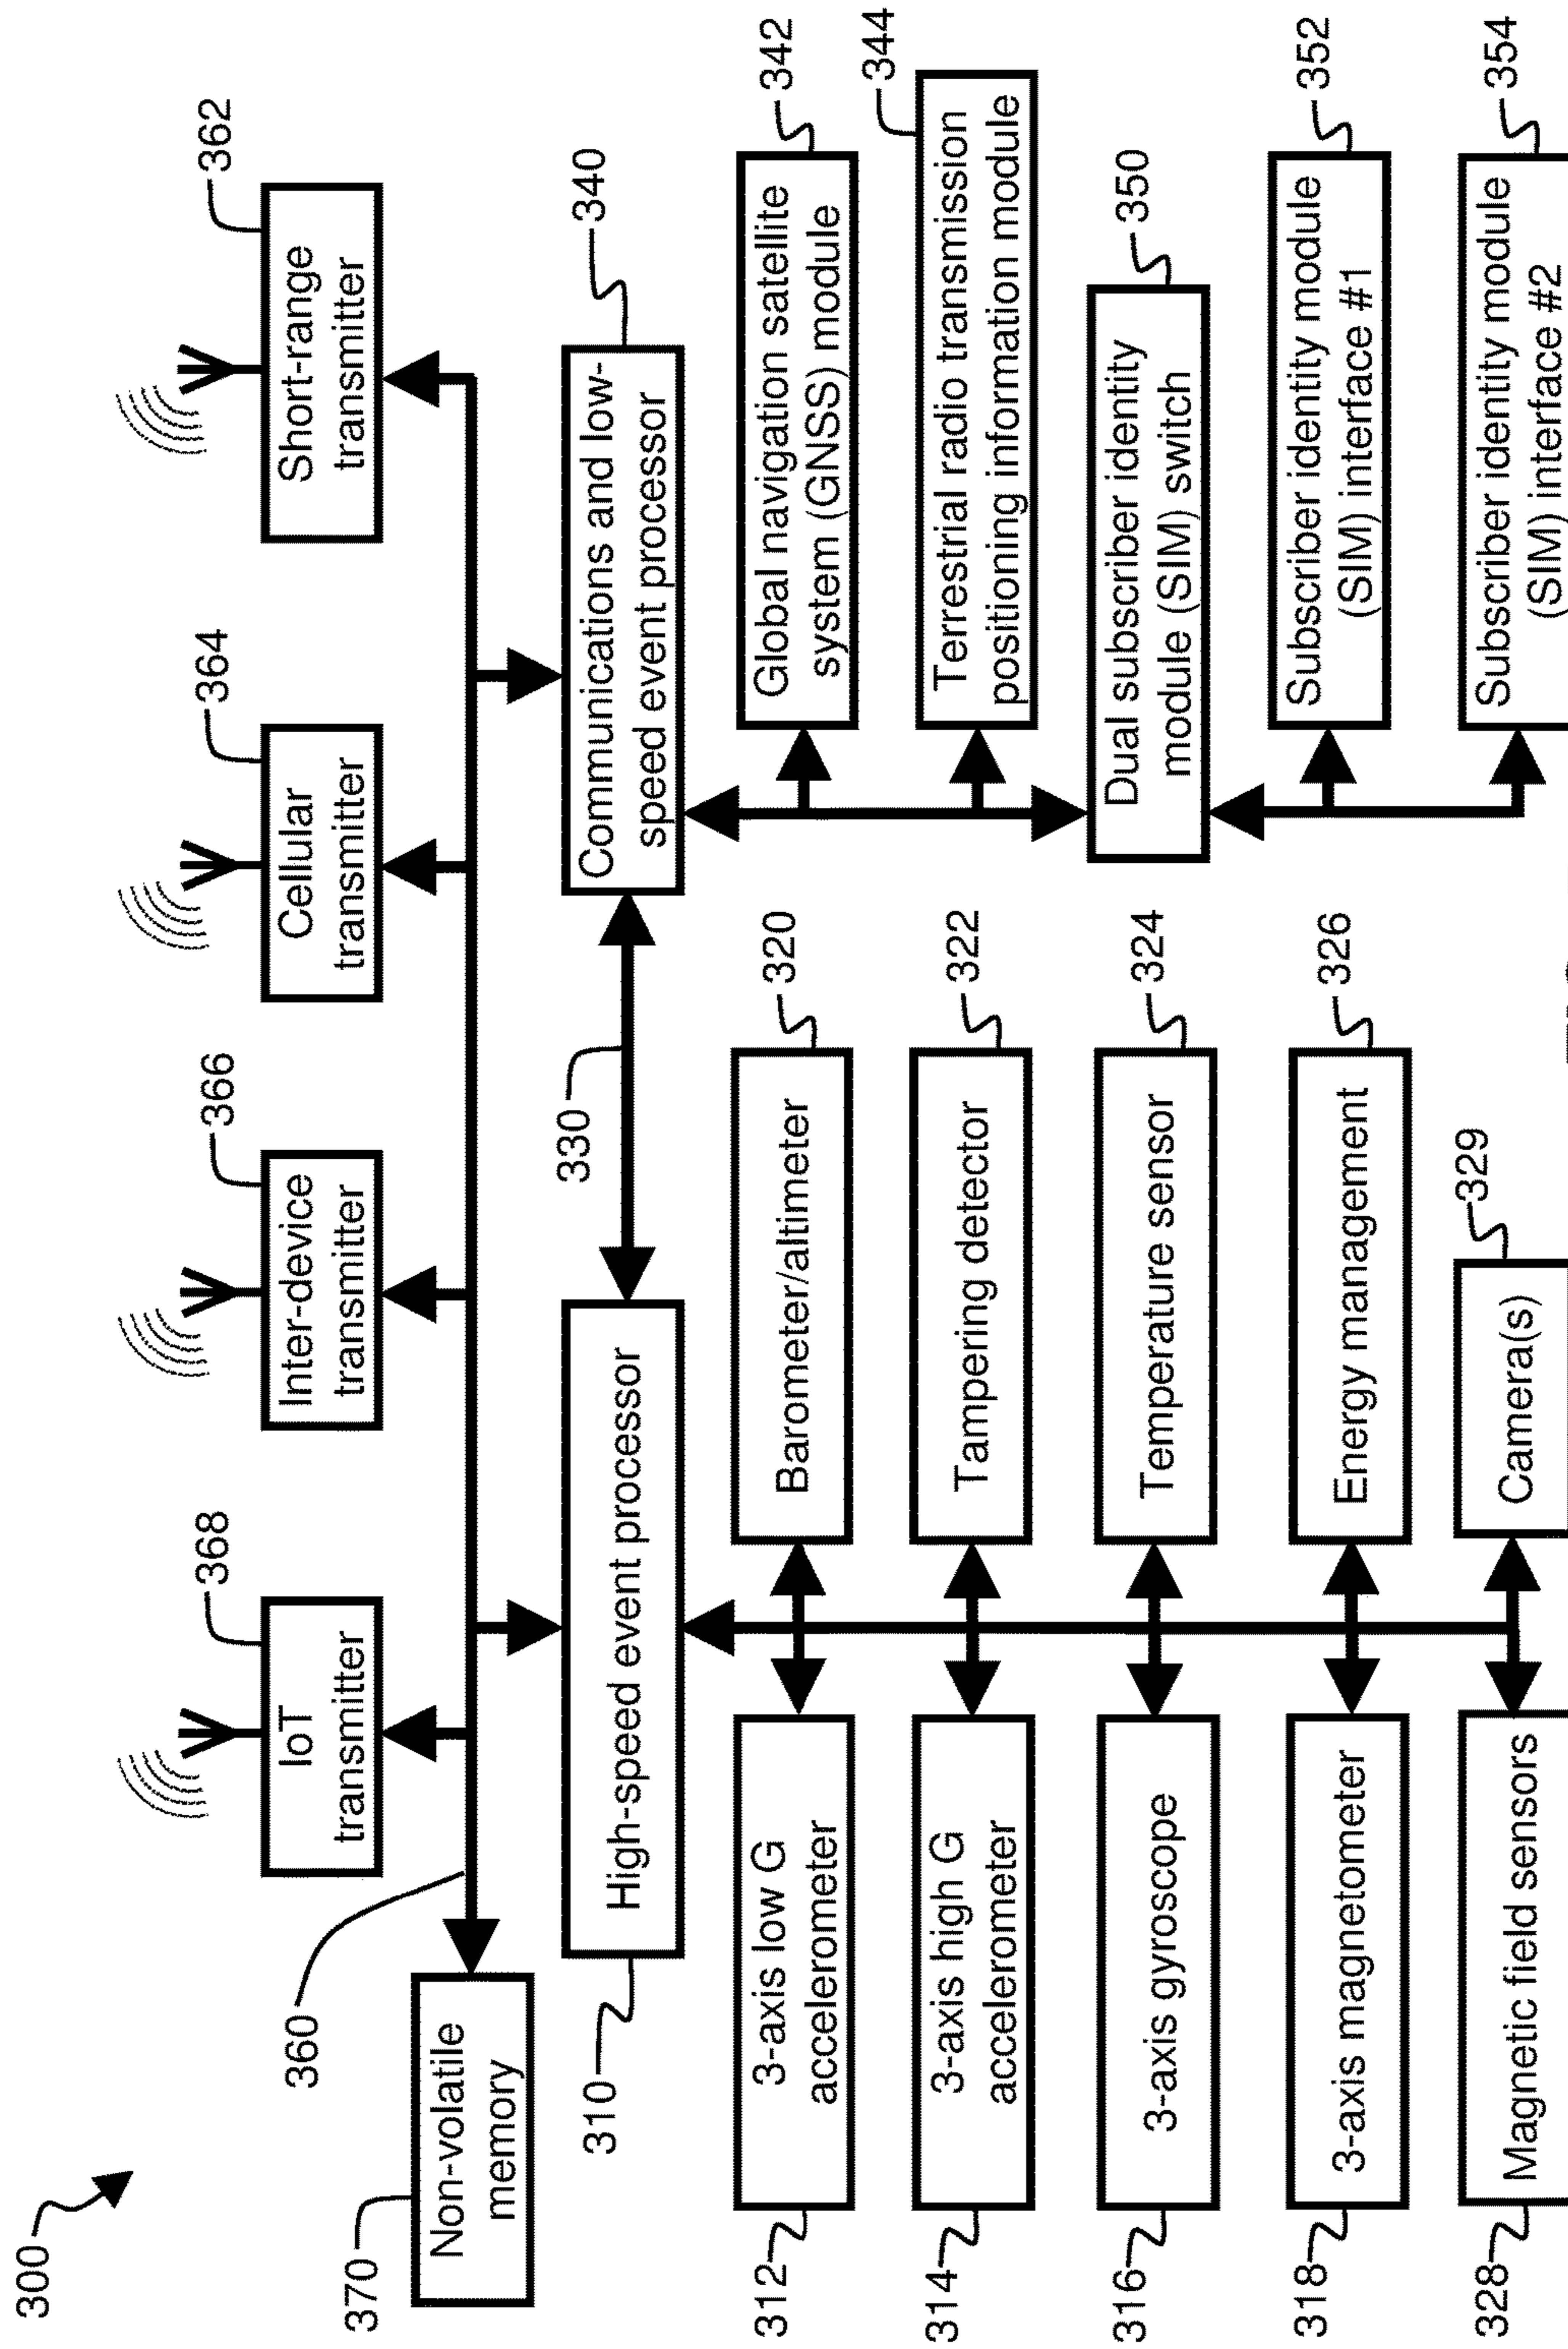 300
368
366
364
362
IoT
transmitter
Inter-device
transmitter
Cellular
transmitter
Short-range
transmitter
360
370
Non-volatile
memory
310
High-speed event processor
330
340
Communications and low-
speed event processor
312
3-axis low G
accelerometer
320
Barometer/altimeter
342
Global navigation satellite
system (GNSS) module
314
3-axis high G
accelerometer
322
Tampering detector
344
Terrestrial radio transmission
positioning information module
316
3-axis gyroscope
324
Temperature sensor
350
Dual subscriber identity
module (SIM) switch
318
3-axis magnetometer
326
Energy management
352
Subscriber identity module
(SIM) interface #1
328
Magnetic field sensors
329
Camera(s)
354
Subscriber identity module
(SIM) interface #2